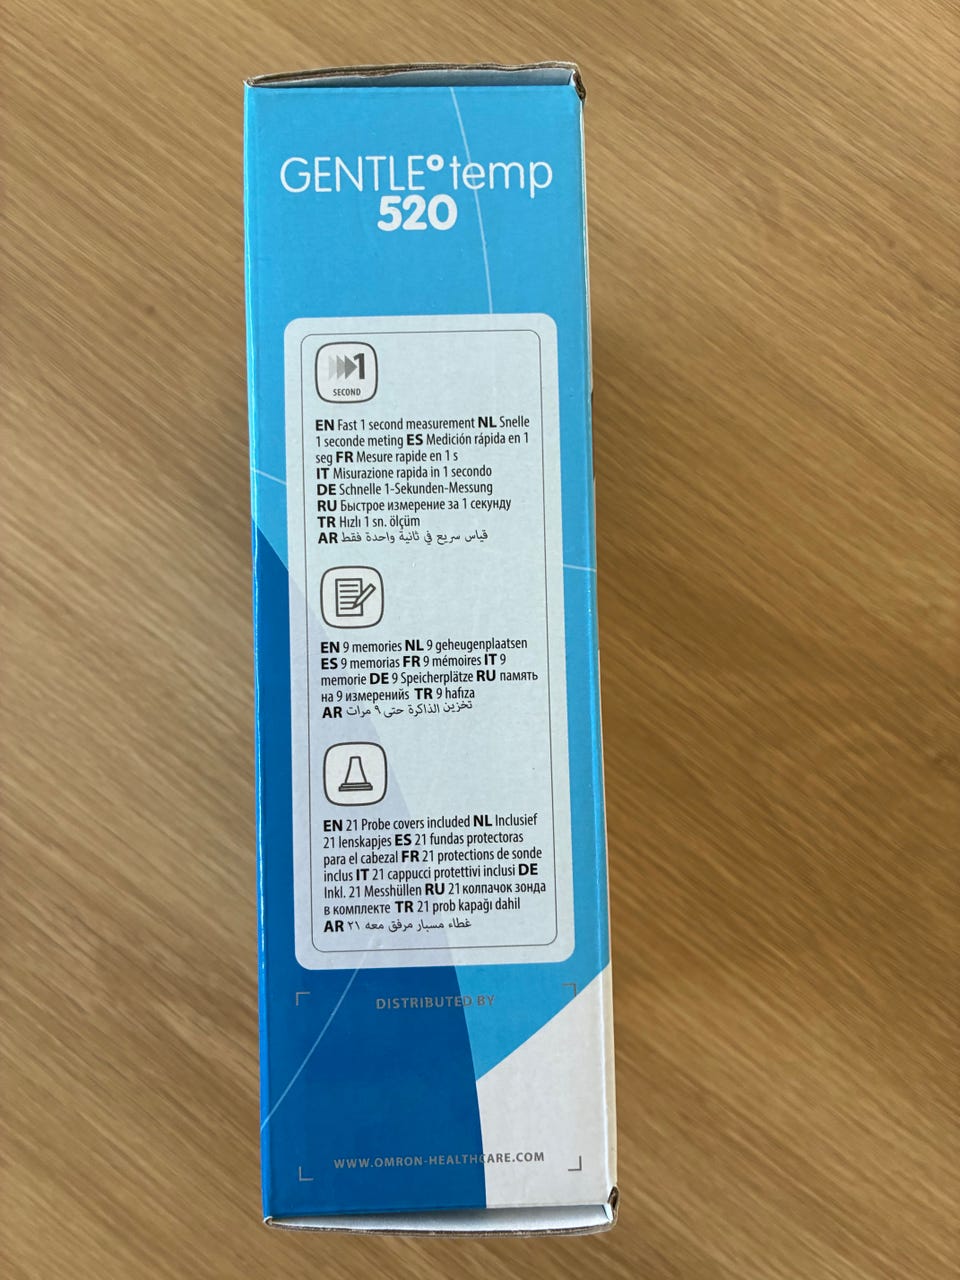 GENTLE°temp
520
1
SECOND
EN Fast 1 second measurement NL Snelle
1 seconde meting ES Medición rápida en 1
seg FR Mesure rapide en 1 s
IT Misurazione rapida in 1 secondo
DE Schnelle 1-Sekunden-Messung
RU Быстрое измерение за 1 секунду
TR Hızlı 1 sn. ölçüm
AR قياس سريع في ثانية واحدة فقط
EN 9 memories NL 9 geheugenplaatsen
ES 9 memorias FR 9 mémoires IT 9
memorie DE 9 Speicherplätze RU память
на 9 измеренийѕ TR 9 hafıza
AR تخزين الذاكرة حتى ٩ مرات
EN 21 Probe covers included NL Inclusief
21 lenskapjes ES 21 fundas protectoras
para el cabezal FR 21 protections de sonde
inclus IT 21 cappucci protettivi inclusi DE
Inkl. 21 Messhüllen RU 21 колпачок зонда
в комплекте TR 21 prob kapağı dahil
AR غطاء مسبار مرفق معه ٢١
DISTRIBUTED BY
WWW.OMRON-HEALTHCARE.COM